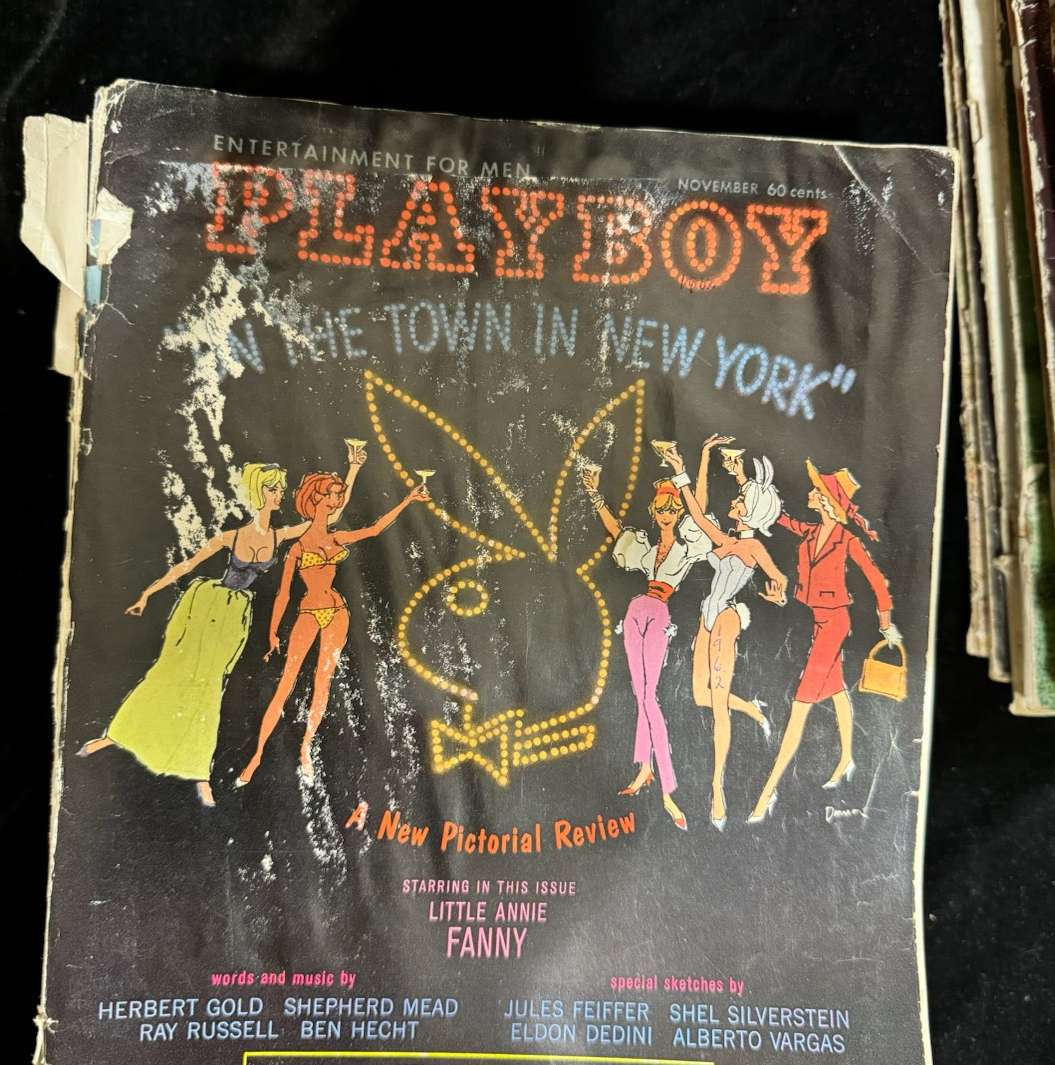 ENTERTAINMENT FOR MEN
NOVEMBER 60 cents
PLAYBOY
"ON THE TOWN IN NEW YORK"
1962
A New Pictorial Review
STARRING IN THIS ISSUE
LITTLE ANNIE
FANNY
words and music by
HERBERT GOLD SHEPHERD MEAD
RAY RUSSELL BEN HECHT
special sketches by
JULES FEIFFER SHEL SILVERSTEIN
ELDON DEDINI ALBERTO VARGAS